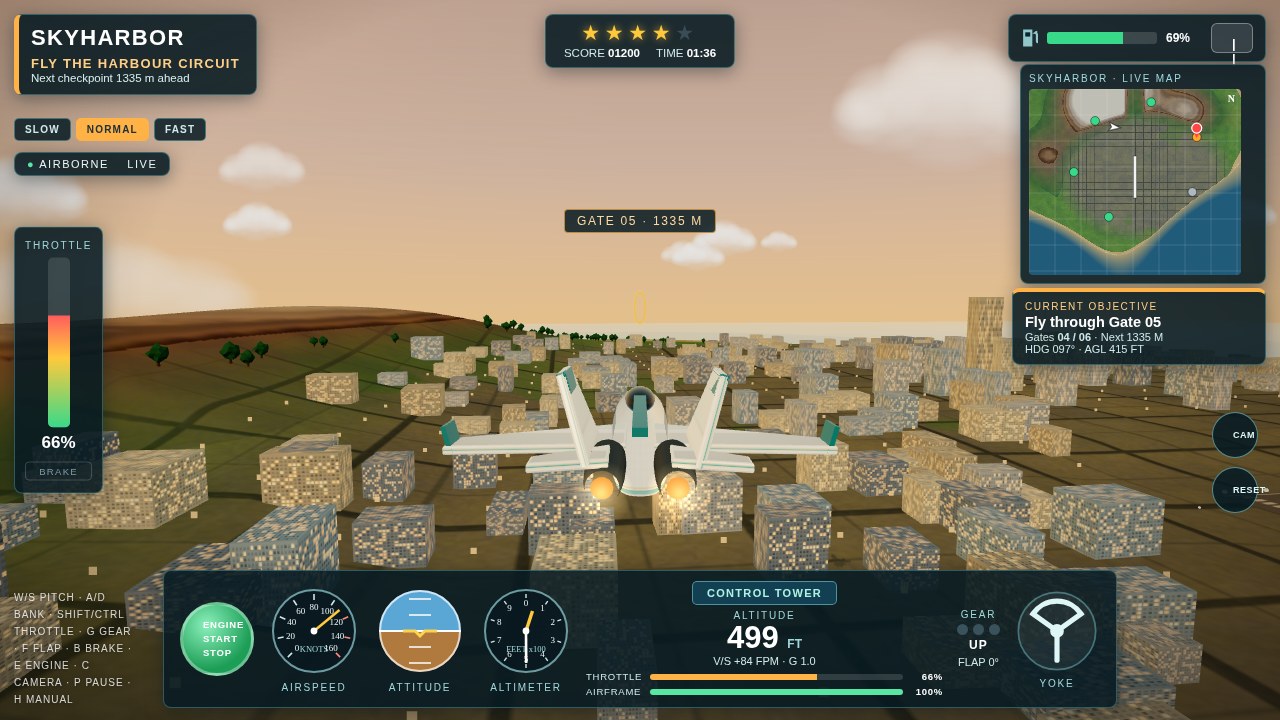 SKYHARBOR
FLY THE HARBOUR CIRCUIT
Next checkpoint 1335 m ahead
SLOW NORMAL FAST
AIRBORNE LIVE
SCORE 01200 TIME 01:36
69%
SKYHARBOR · LIVE MAP
N
CURRENT OBJECTIVE
Fly through Gate 05
Gates 04 / 06 · Next 1335 M
HDG 097° · AGL 415 FT
GATE 05 · 1335 M
THROTTLE
66%
BRAKE
CAM
RESET
W/S PITCH · A/D
BANK · SHIFT/CTRL
THROTTLE · G GEAR
· F FLAP · B BRAKE ·
E ENGINE · C
CAMERA · P PAUSE ·
H MANUAL
ENGINE
START
STOP
0 20 40 60 80 100 120 140 160
KNOTS
AIRSPEED
ATTITUDE
0 1 2 3 4 5 6 7 8 9
FEET x100
ALTIMETER
CONTROL TOWER
ALTITUDE
499 FT
V/S +84 FPM · G 1.0
THROTTLE 66%
AIRFRAME 100%
GEAR
UP
FLAP 0°
YOKE